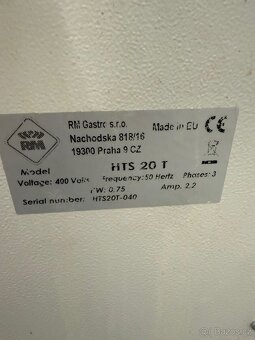 RM
RM Gastro s.r.o.
Nachodska 818/16
19300 Praha 9 CZ
Made in EU CE
Model HTS 20 T
Voltage: 400 Volts Frequency: 50 Hertz Phases: 3
KW: 0.75 Amp. 2.2
Serial number: HTS20T-040